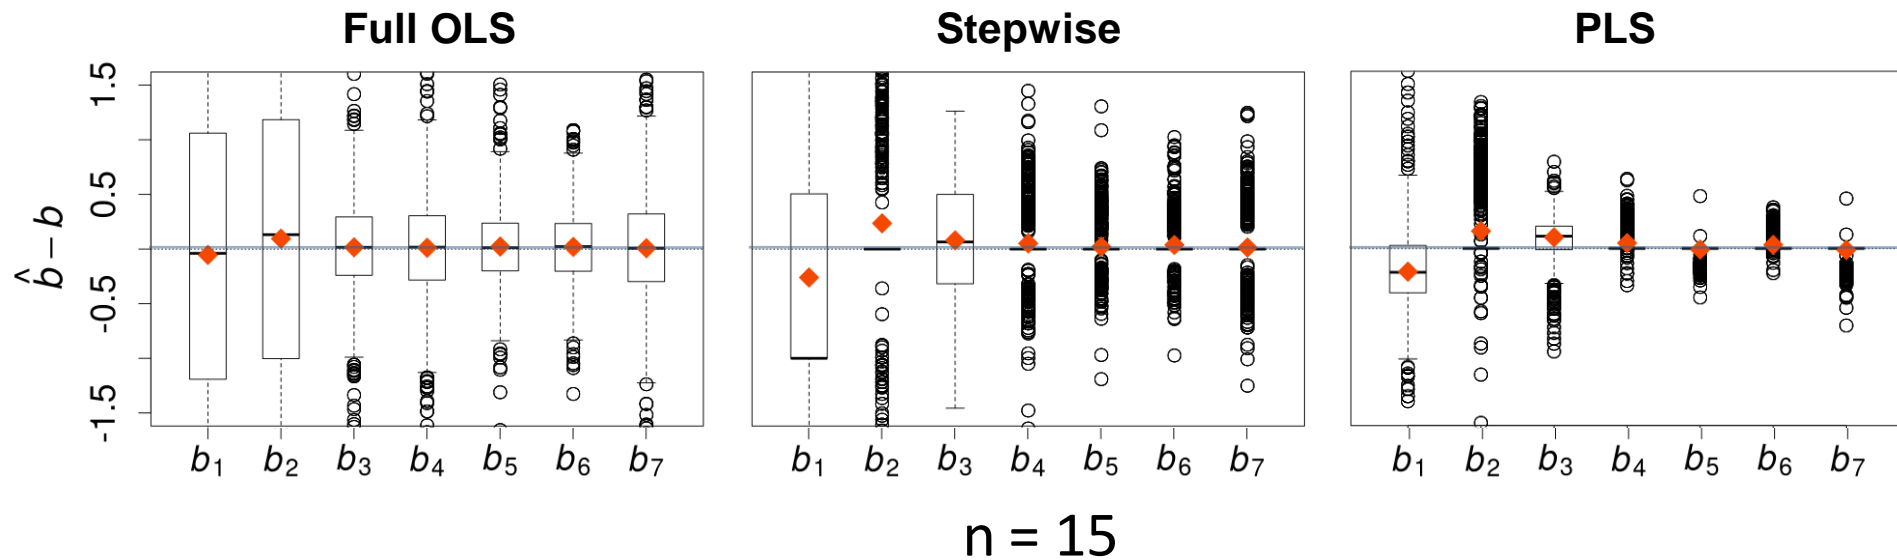 Full OLS Stepwise PLS
1.5
0.5
-0.5
-1.5
b̂ – b
b₁ b₂ b₃ b₄ b₅ b₆ b₇ b₁ b₂ b₃ b₄ b₅ b₆ b₇ b₁ b₂ b₃ b₄ b₅ b₆ b₇
n = 15